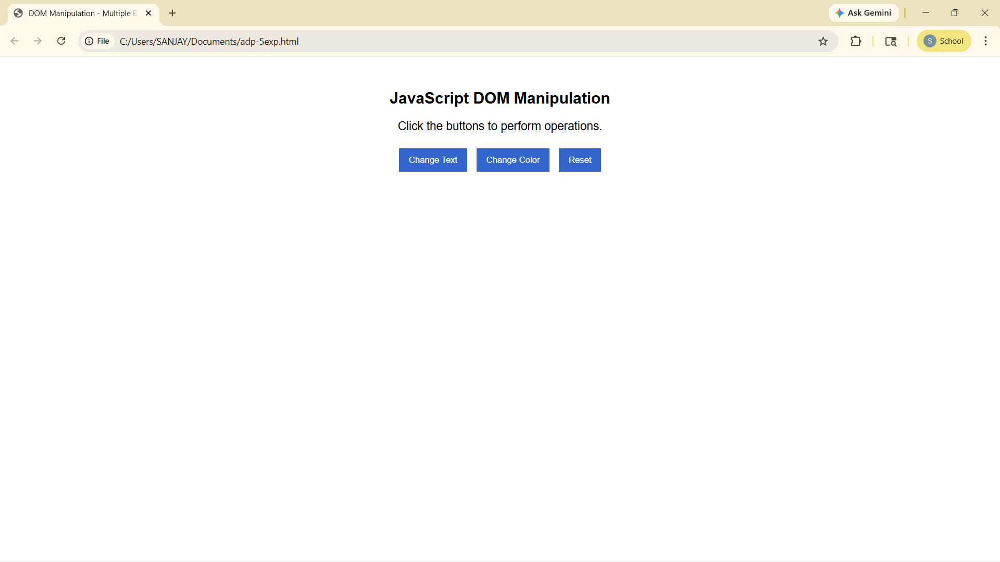 DOM Manipulation - Multiple
Ask Gemini
File
C:/Users/SANJAY/Documents/adp-5exp.html
S
School
JavaScript DOM Manipulation
Click the buttons to perform operations.
Change Text
Change Color
Reset